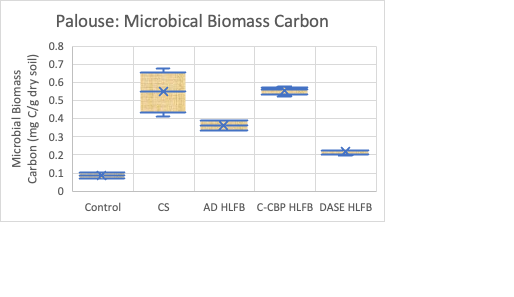 Palouse: Microbical Biomass Carbon
Microbial Biomass
Carbon (mg C/g dry soil)
0.8
0.7
0.6
0.5
0.4
0.3
0.2
0.1
0
Control CS AD HLFB C-CBP HLFB DASE HLFB